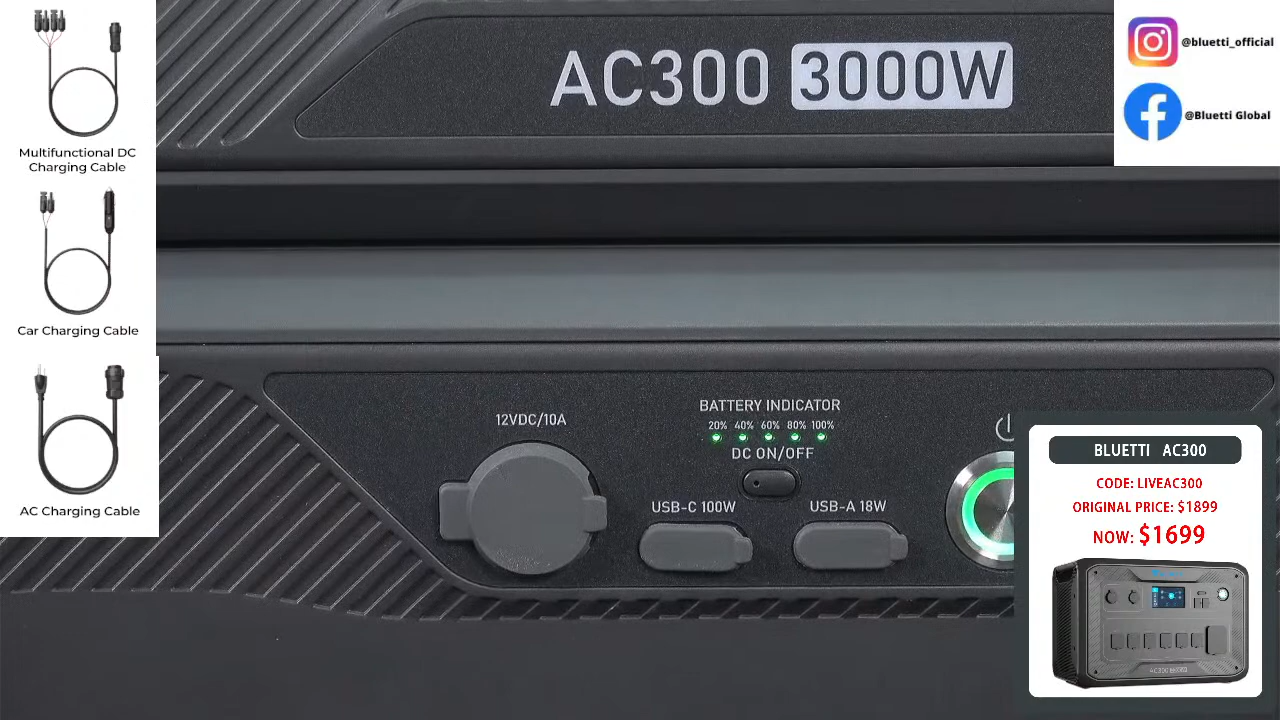 Multifunctional DC
Charging Cable
Car Charging Cable
AC Charging Cable
AC300 3000W
@bluetti_official
@Bluetti Global
12VDC/10A
BATTERY INDICATOR
20% 40% 60% 80% 100%
DC ON/OFF
USB-C 100W
USB-A 18W
BLUETTI AC300
CODE: LIVEAC300
ORIGINAL PRICE: $1899
NOW: $1699